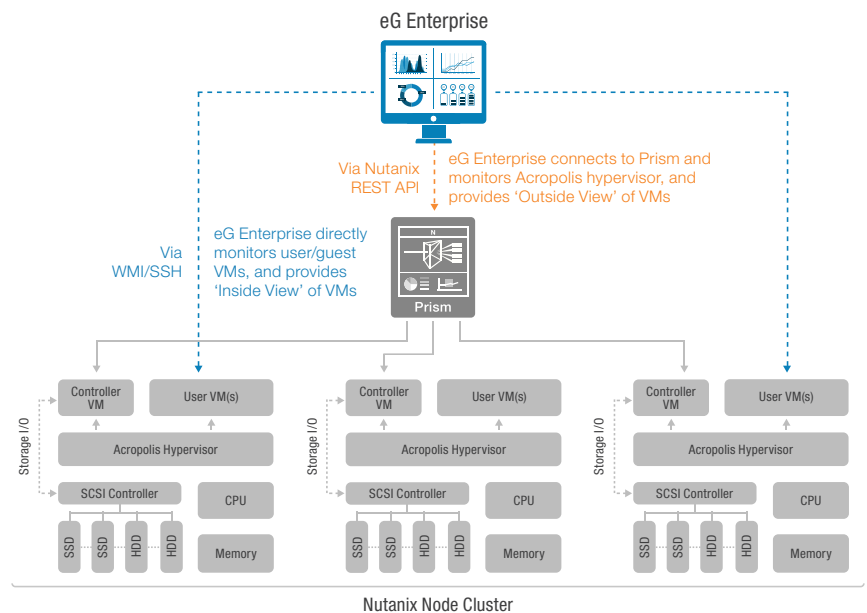 eG Enterprise
Via Nutanix
REST API
eG Enterprise connects to Prism and
monitors Acropolis hypervisor, and
provides ‘Outside View’ of VMs
Via
WMI/SSH
eG Enterprise directly
monitors user/guest
VMs, and provides
‘Inside View’ of VMs
N
Prism
Storage I/O
Controller
VM
User VM(s)
Acropolis Hypervisor
SCSI Controller
CPU
SSD
SSD
HDD
HDD
Memory
Storage I/O
Controller
VM
User VM(s)
Acropolis Hypervisor
SCSI Controller
CPU
SSD
SSD
HDD
HDD
Memory
Storage I/O
Controller
VM
User VM(s)
Acropolis Hypervisor
SCSI Controller
CPU
SSD
SSD
HDD
HDD
Memory
Nutanix Node Cluster